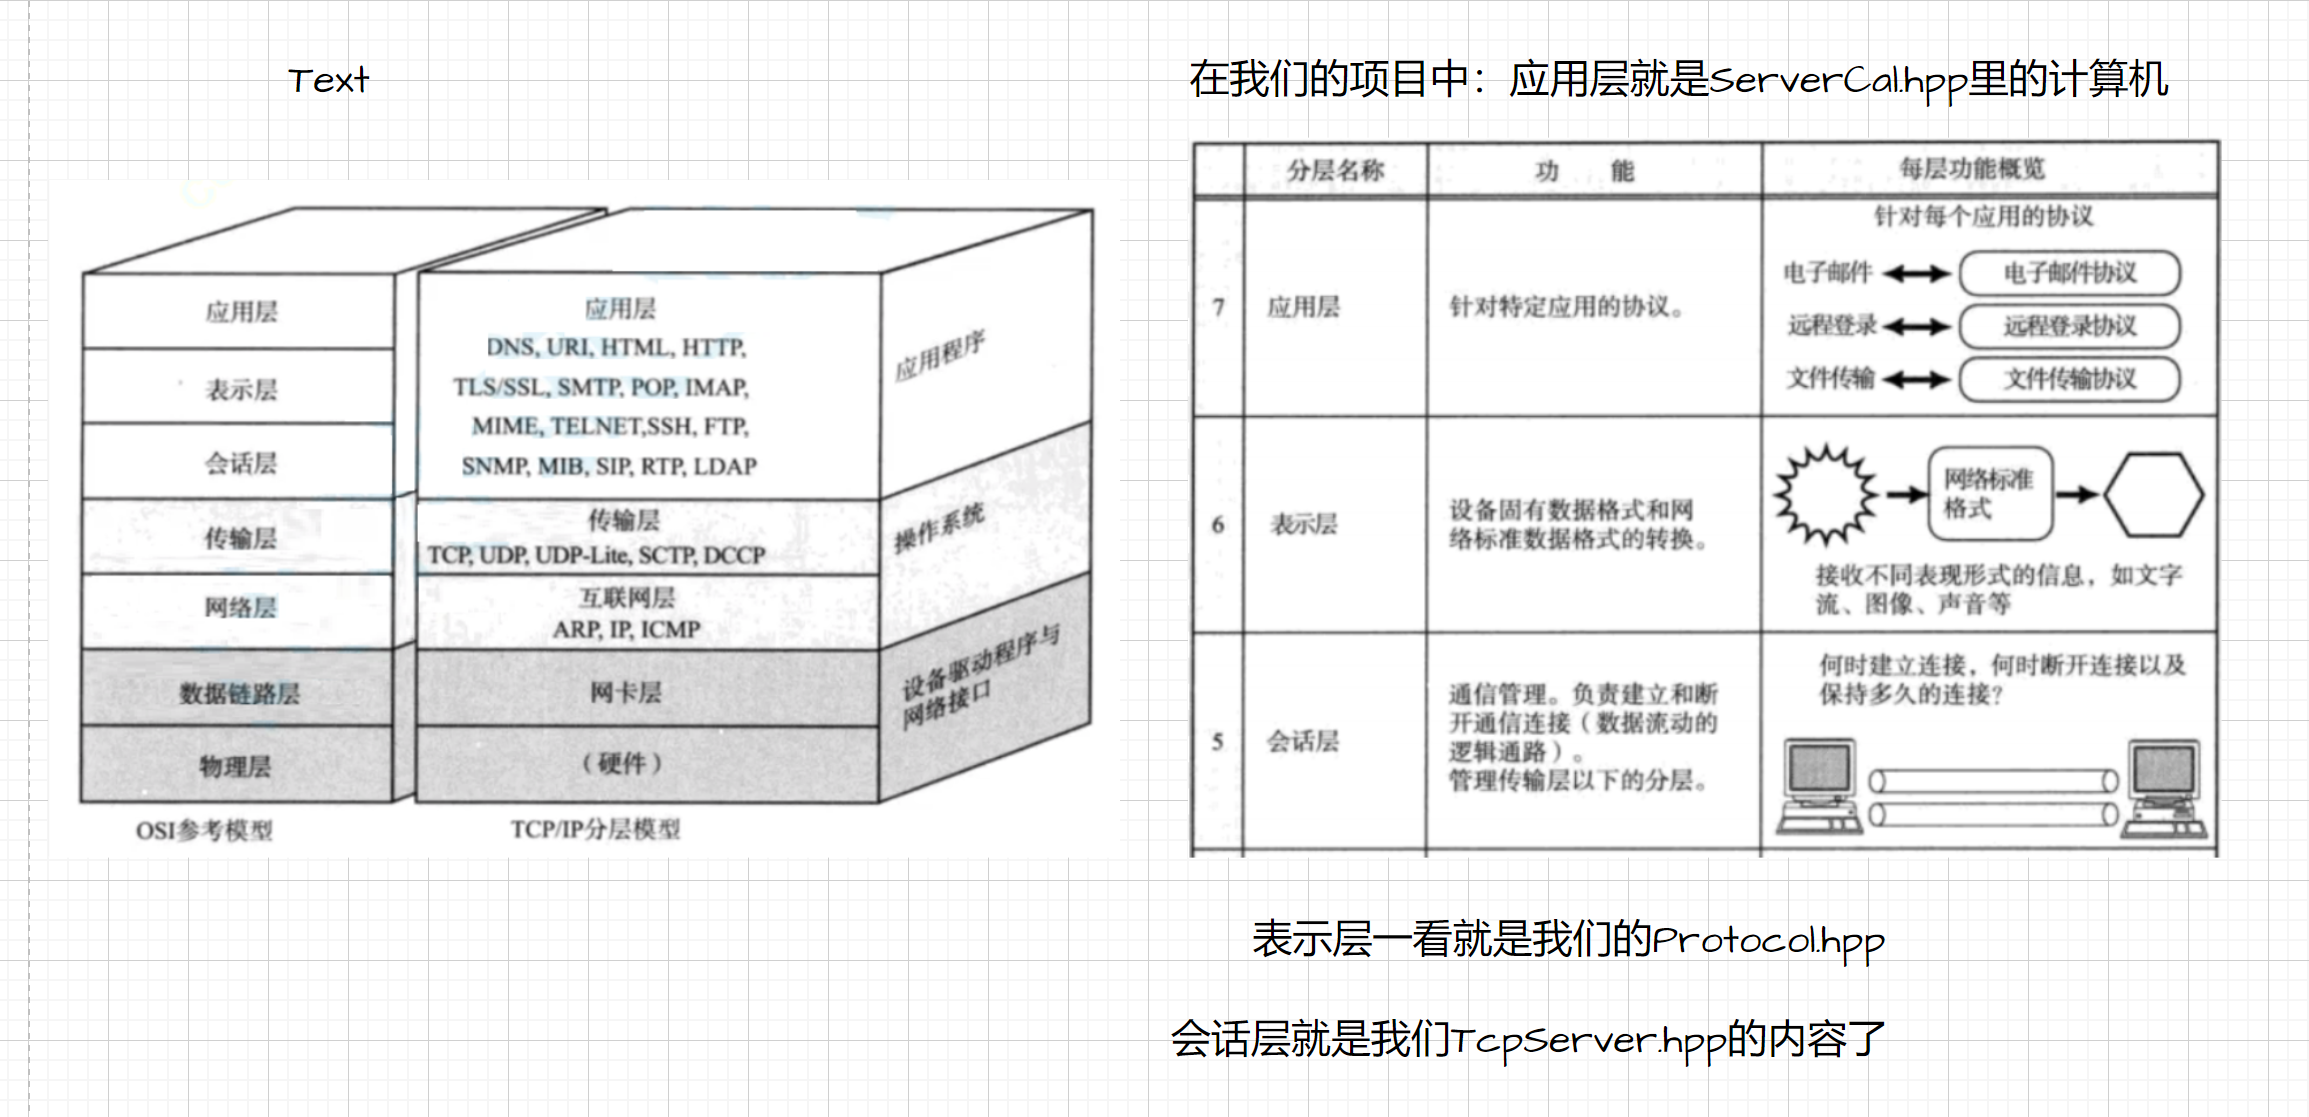 Text
在我们的项目中：应用层就是ServerCal.hpp里的计算机
应用层
表示层
会话层
传输层
网络层
数据链路层
物理层
OSI参考模型
应用层
DNS, URI, HTML, HTTP,
TLS/SSL, SMTP, POP, IMAP,
MIME, TELNET,SSH, FTP,
SNMP, MIB, SIP, RTP, LDAP
传输层
TCP, UDP, UDP-Lite, SCTP, DCCP
互联网层
ARP, IP, ICMP
网卡层
（硬件）
TCP/IP分层模型
应用程序
操作系统
设备驱动程序与
网络接口
分层名称 功 能 每层功能概览
7 应用层 针对特定应用的协议。
针对每个应用的协议
电子邮件 电子邮件协议
远程登录 远程登录协议
文件传输 文件传输协议
6 表示层
设备固有数据格式和网
络标准数据格式的转换。
网络标准
格式
接收不同表现形式的信息，如文字
流、图像、声音等
5 会话层
通信管理。负责建立和断
开通信连接（数据流动的
逻辑通路）。
管理传输层以下的分层。
何时建立连接，何时断开连接以及
保持多久的连接？
表示层一看就是我们的Protocol.hpp
会话层就是我们TcpServer.hpp的内容了